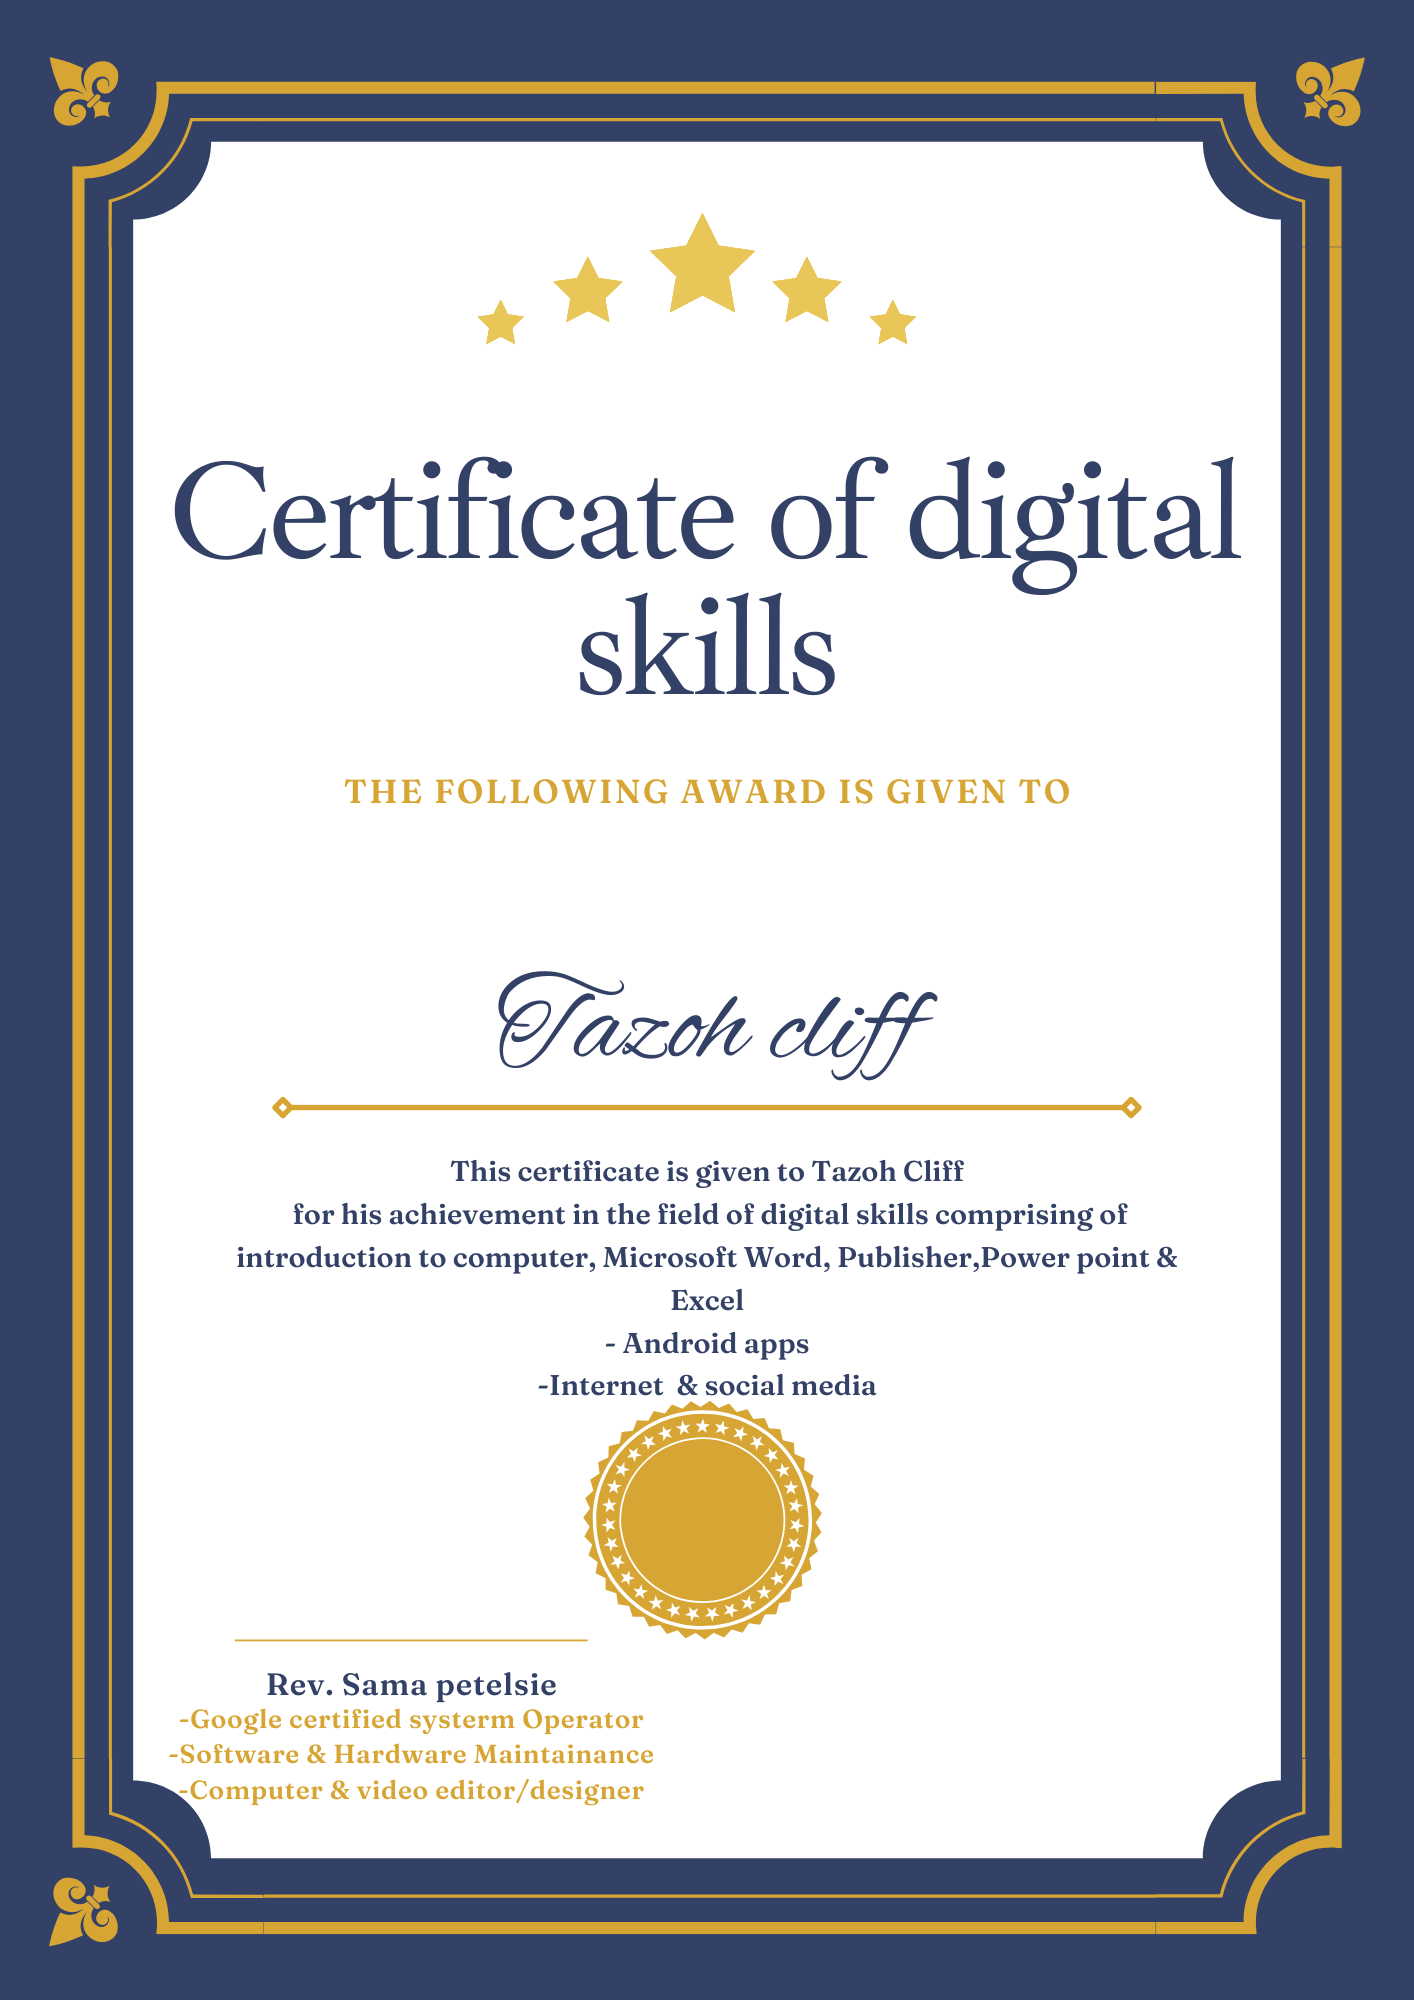 Certificate of digital
skills
THE FOLLOWING AWARD IS GIVEN TO
Tazoh cliff
This certificate is given to Tazoh Cliff
for his achievement in the field of digital skills comprising of
introduction to computer, Microsoft Word, Publisher,Power point &
Excel
- Android apps
-Internet  & social media
Rev. Sama petelsie
-Google certified systerm Operator
-Software & Hardware Maintainance
-Computer & video editor/designer